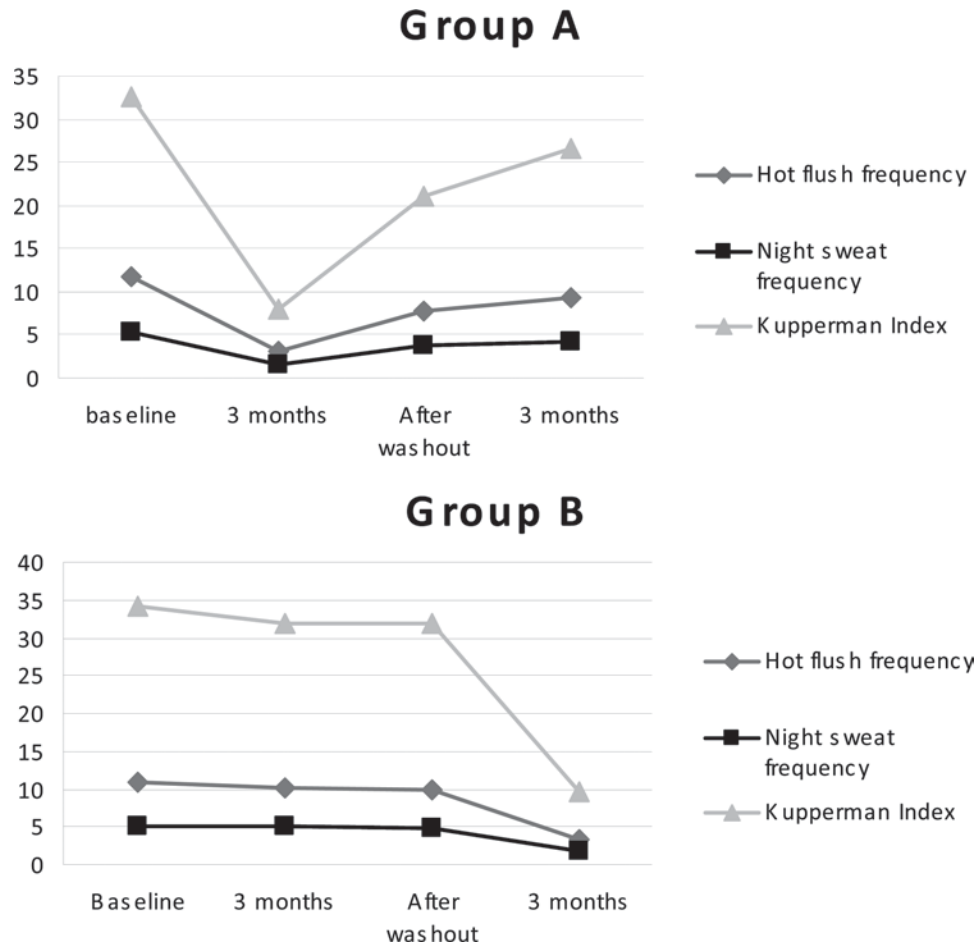 Group A
35
30
25
20
15
10
5
0
baseline
3 months
After
washout
3 months
Hot flush frequency
Night sweat
frequency
Kupperman Index
Group B
40
35
30
25
20
15
10
5
0
Baseline
3 months
After
washout
3 months
Hot flush frequency
Night sweat
frequency
Kupperman Index